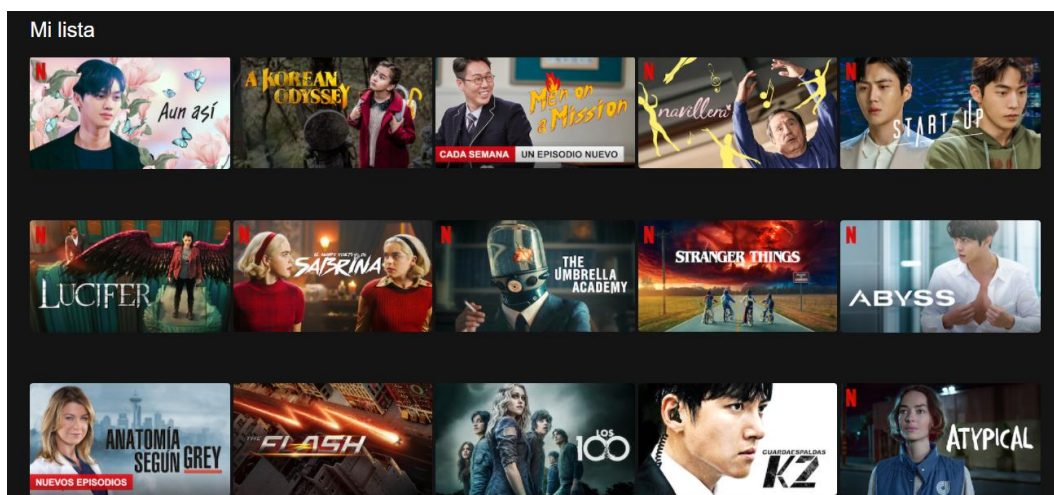 Mi lista
N
Aun así
A KOREAN
ODYSSEY
Men on
a Mission
CADA SEMANA UN EPISODIO NUEVO
N
navillera
N
START UP
N
LUCIFER
N
SABRINA
N
THE
UMBRELLA
ACADEMY
N
STRANGER THINGS
N
ABYSS
ANATOMÍA
SEGÚN GREY
NUEVOS EPISODIOS
THE
FLASH
LOS
100
GUARDAESPALDAS
K2
N
ATYPICAL